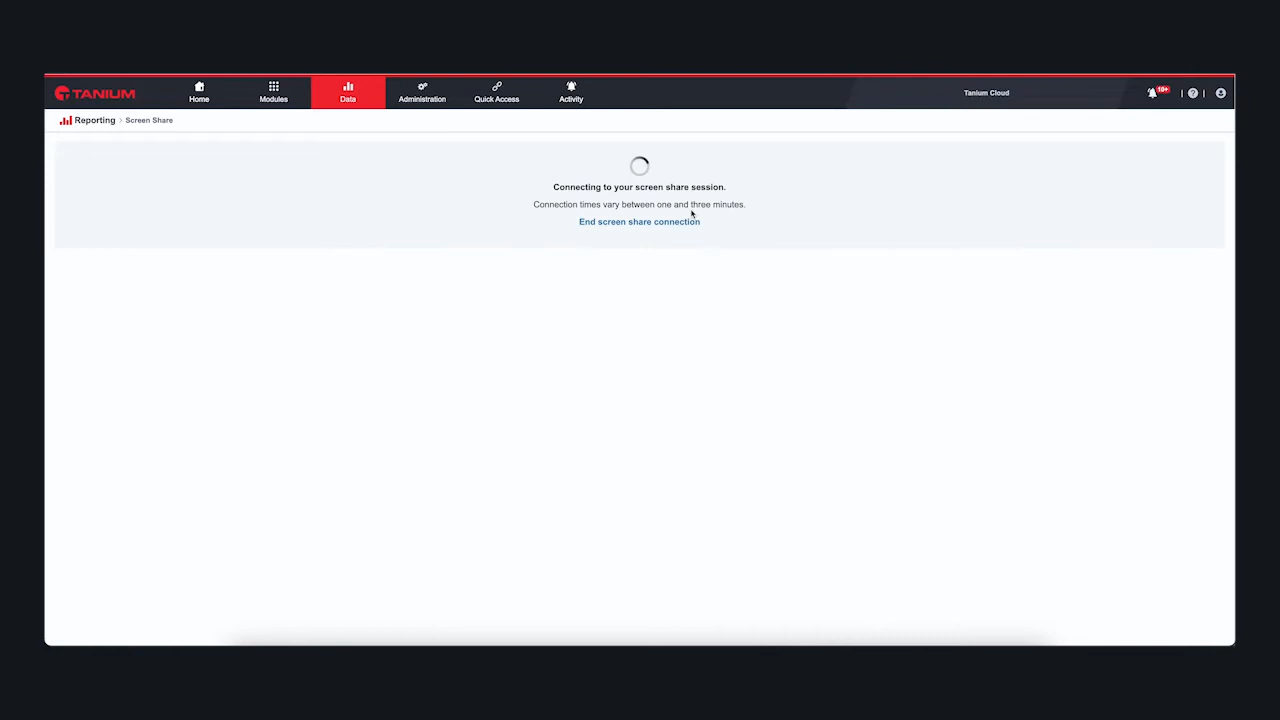 TANIUM
Home
Modules
Data
Administration
Quick Access
Activity
Tanium Cloud
10+
Reporting > Screen Share
Connecting to your screen share session.
Connection times vary between one and three minutes.
End screen share connection